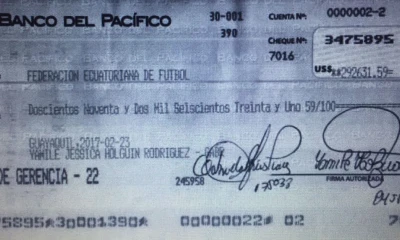 BANCO DEL PACÍFICO 30-001 CUENTA Nº 0000002-2
390 CHEQUE Nº 3475895
7016 US$ **292631.59=
FEDERACION ECUATORIANA DE FUTBOL
Doscientos Noventa y Dos Mil Seiscientos Treinta y Uno 59/100
GUAYAQUIL, 2017-02-23
YAMILE JESSICA HOLGUIN RODRIGUEZ -
DE GERENCIA - 22 245958 FIRMA AUTORIZADA